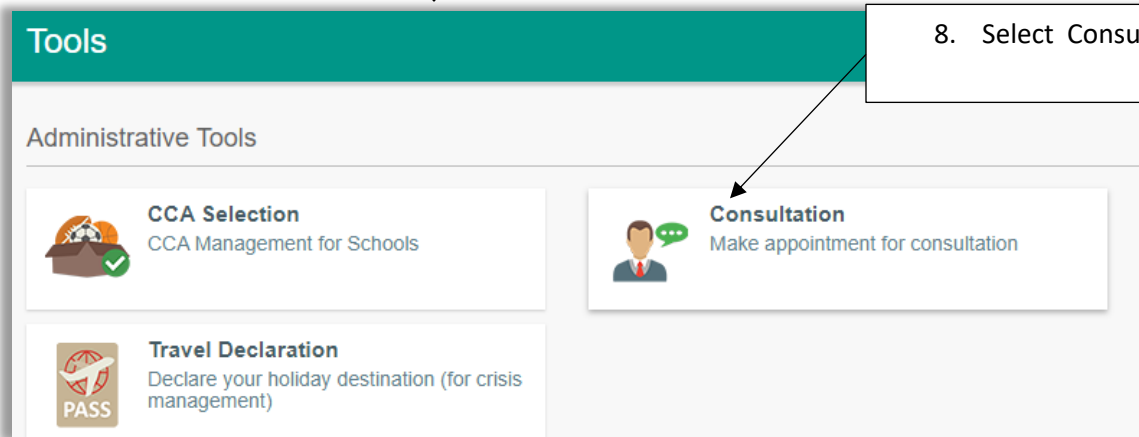 Tools
8. Select Consu
Administrative Tools
CCA Selection
CCA Management for Schools
Consultation
Make appointment for consultation
Travel Declaration
Declare your holiday destination (for crisis
management)
PASS